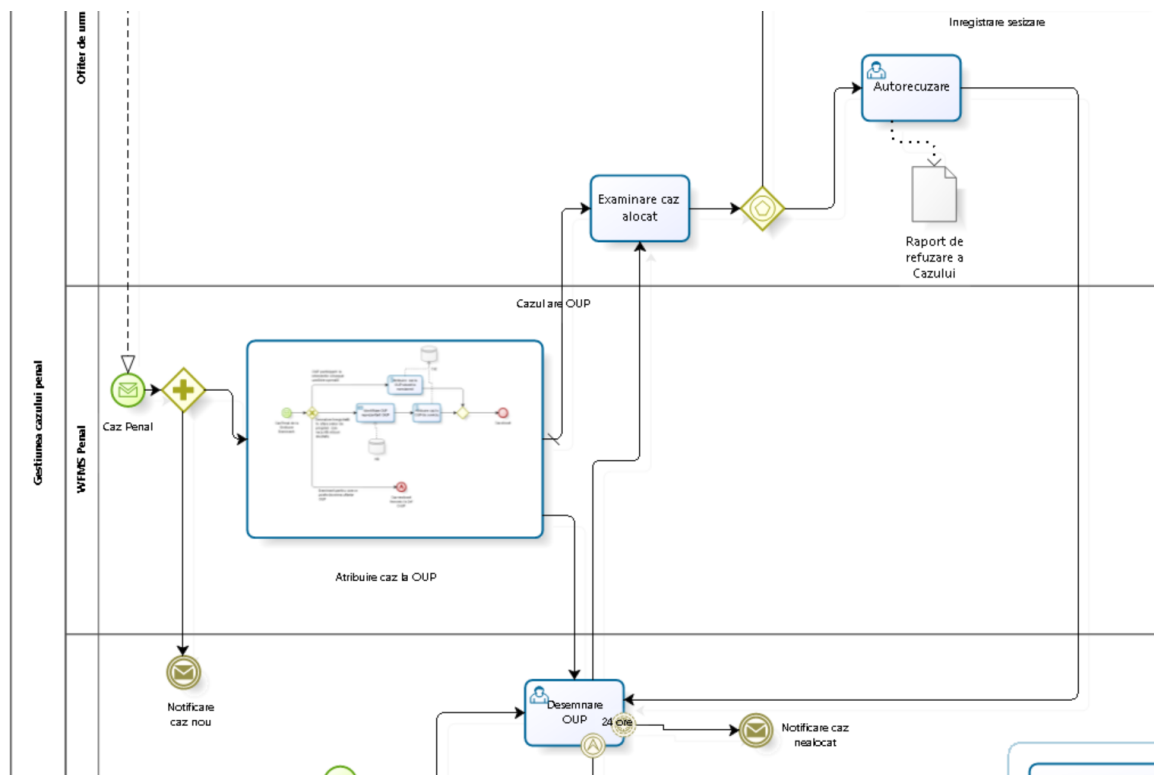 Inregistrare sesizare
Ofiter de urm
Autorecuzare
Examinare caz
alocat
Raport de
refuzare a
Cazului
Gestiunea cazului penal
WFMS Penal
Cazul are OUP
Caz Penal
Atribuire caz la OUP
Notificare
caz nou
Desemnare
OUP
24 ore
Notificare caz
nealocat